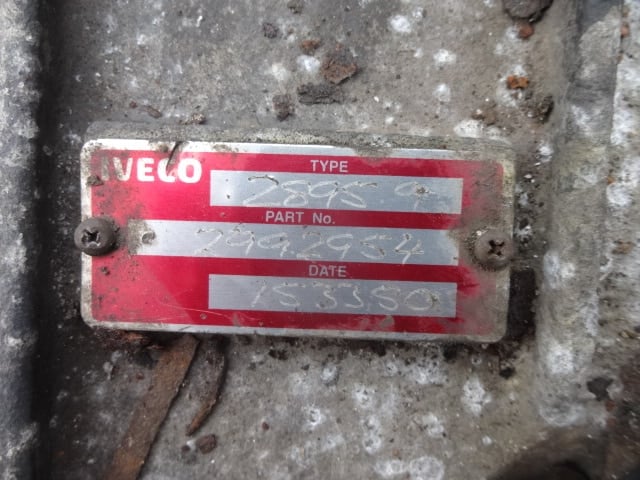 IVECO
TYPE
2895.9
PART No.
2992954
DATE
153350